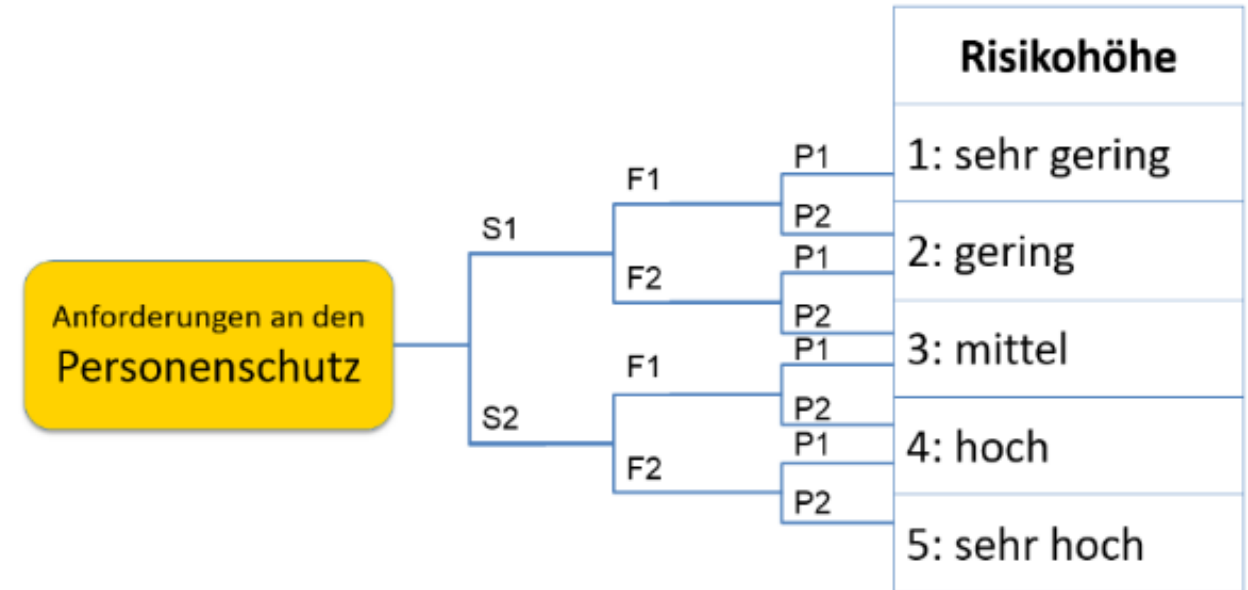 Risikohöhe
1: sehr gering
2: gering
3: mittel
4: hoch
5: sehr hoch
Anforderungen an den
Personenschutz
S1
S2
F1
F2
F1
F2
P1
P2
P1
P2
P1
P2
P1
P2